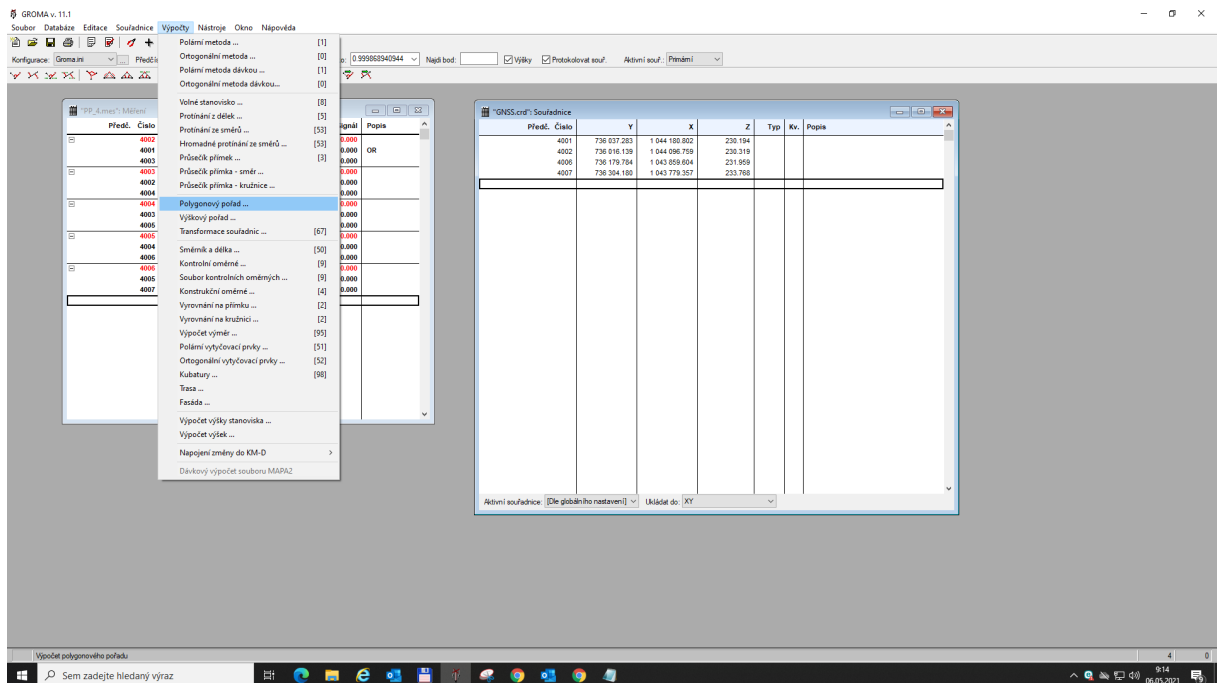 GROMA v. 11.1
Soubor Databáze Editace Souřadnice Výpočty Nástroje Okno Nápověda
Konfigurace: Groma.ini ... 0.999868940944 Najdi bod: Výšky Protokolovat souř. Aktivní souř.: Primární
Polární metoda ... [1]
Ortogonální metoda ... [0]
Polární metoda dávkou ... [1]
Ortogonální metoda dávkou... [0]
Volné stanovisko ... [8]
Protínání z délek ... [5]
Protínání ze směrů ... [53]
Hromadné protínání ze směrů ... [53]
Průsečík přímek ... [3]
Průsečík přímka - směr ...
Průsečík přímka - kružnice ...
Polygonový pořad ...
Výškový pořad ...
Transformace souřadnic ... [67]
Směrník a délka ... [50]
Kontrolní oměrné ... [9]
Soubor kontrolních oměrných ... [9]
Konstrukční oměrné ... [4]
Vyrovnání na přímku ... [2]
Vyrovnání na kružnici ... [2]
Výpočet výměr ... [95]
Polární vytyčovací prvky ... [51]
Ortogonální vytyčovací prvky ... [52]
Kubatury ... [98]
Trasa ...
Fasáda ...
Výpočet výšky stanoviska ...
Výpočet výšek ...
Napojení změny do KM-D
Dávkový výpočet souboru MAPA2
"PP_4.mes": Měření
Předč. Číslo Signál Popis
4002 0.000
4001 0.000 OR
4003 0.000
4003 0.000
4002 0.000
4004 0.000
4004 0.000
4003 0.000
4005 0.000
4005 0.000
4004 0.000
4006 0.000
4006 0.000
4005 0.000
4007 0.000
"GNSS.crd": Souřadnice
Předč. Číslo Y X Z Typ Kv. Popis
4001 736 037.283 1 044 180.802 230.194
4002 736 016.139 1 044 096.759 230.319
4006 736 179.784 1 043 859.604 231.959
4007 736 304.180 1 043 779.357 233.768
Aktivní souřadnice: [Dle globálního nastavení] Ukládat do: XY
Výpočet polygonového pořadu 4 0
Sem zadejte hledaný výraz
9:14
06.05.2021